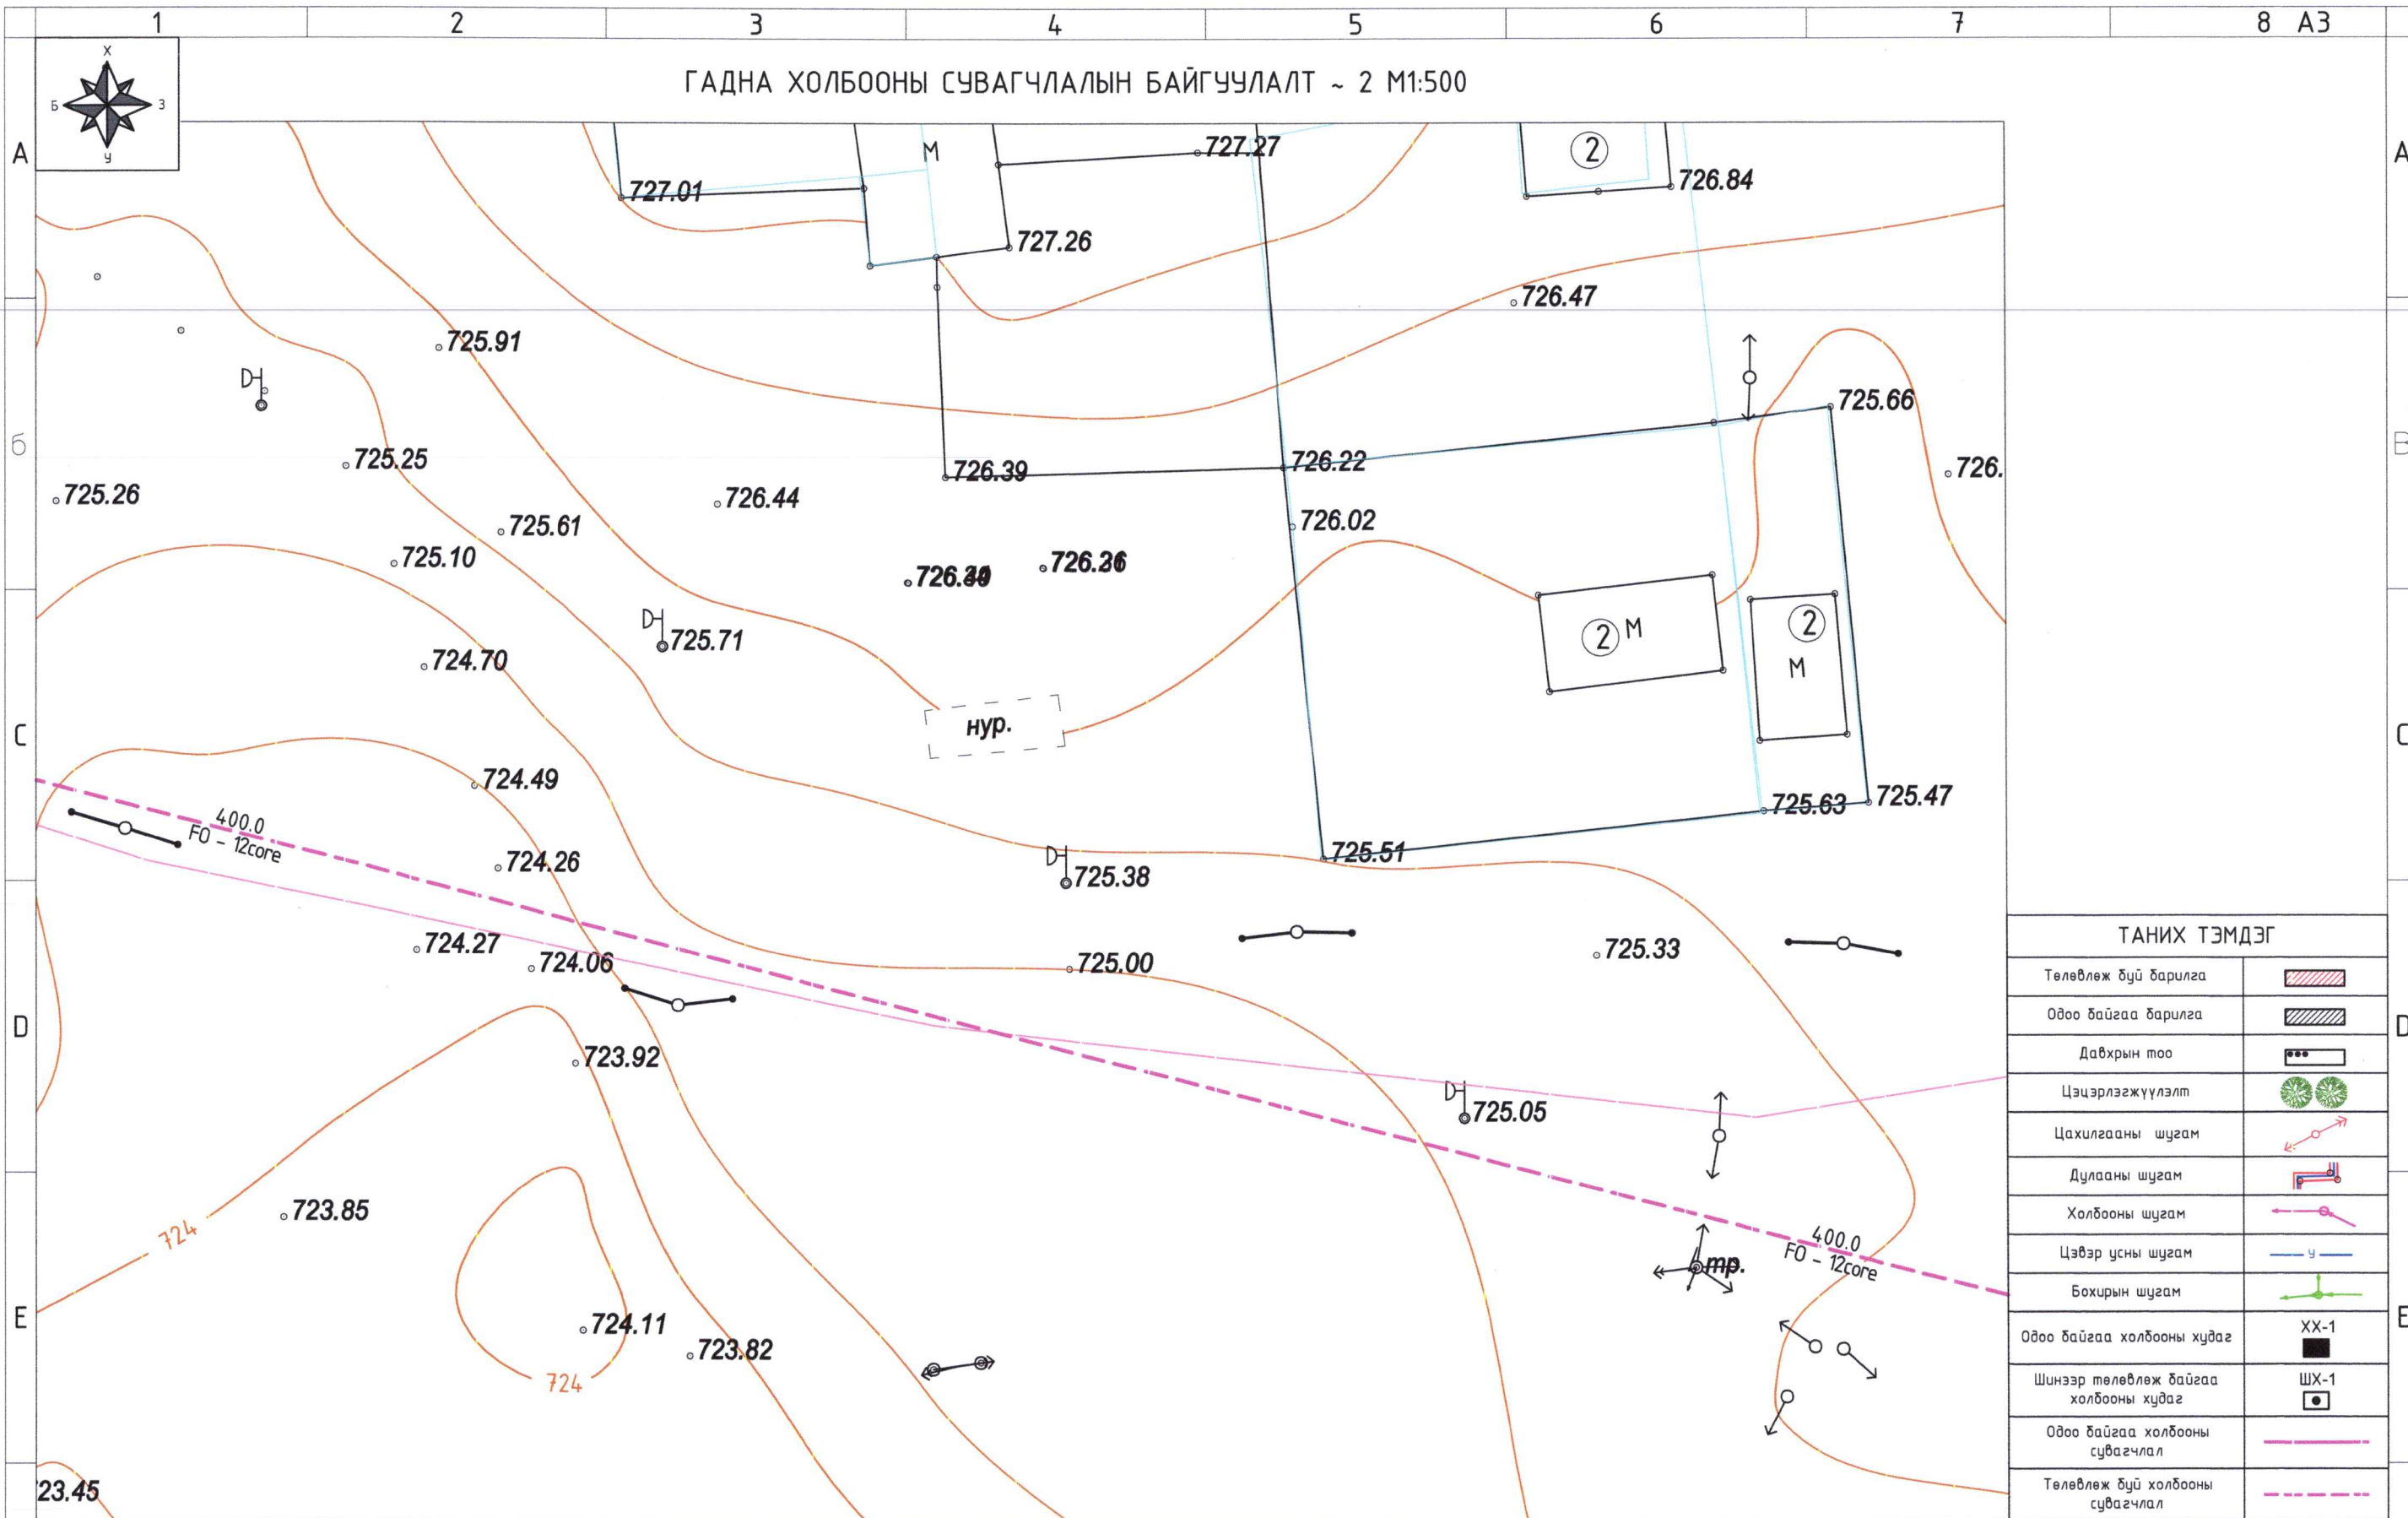 1 2 3 4 5 6 7 8 А3
Х
Б З
У
ГАДНА ХОЛБООНЫ СУВАГЧЛАЛЫН БАЙГУУЛАЛТ ~ 2 М1:500
A A
727.01
М
727.27
2
726.84
727.26
726.47
725.91
725.66
Б B
725.25
726.39
726.22
726.
725.26
726.44
725.61
726.02
725.10
2 М
2
М
725.71
724.70
нур.
C C
724.49
725.47
725.63
400.0
FO - 12core
725.51
724.26
725.38
724.27
724.06
725.00
725.33
D D
723.92
725.05
723.85
724
400.0
FO - 12core
тр.
E E
724.11
723.82
724
23.45
ТАНИХ ТЭМДЭГ
Төлөвлөж буй барилга
Одоо байгаа барилга
Давхрын тоо
Цэцэрлэгжүүлэлт
Цахилгааны шугам
Дулааны шугам
Холбооны шугам
Цэвэр усны шугам
У
Бохирын шугам
Одоо байгаа холбооны худаг
ХХ-1
Шинээр төлөвлөж байгаа
холбооны худаг
ШХ-1
Одоо байгаа холбооны
сувагчлал
Төлөвлөж буй холбооны
сувагчлал